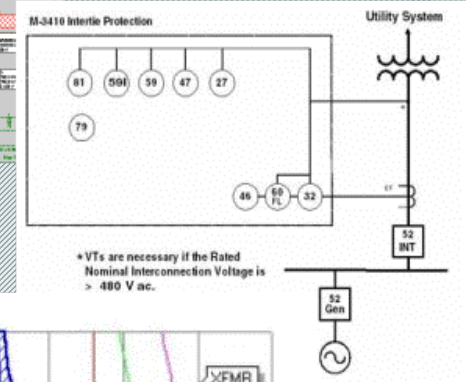 M-3410 Intertie Protection
Utility System
81 59I 59 47 27
79
46 60 FL 32
CT
52
INT
*VTs are necessary if the Rated
Nominal Interconnection Voltage is
> 480 V ac.
52
Gen
XFMR